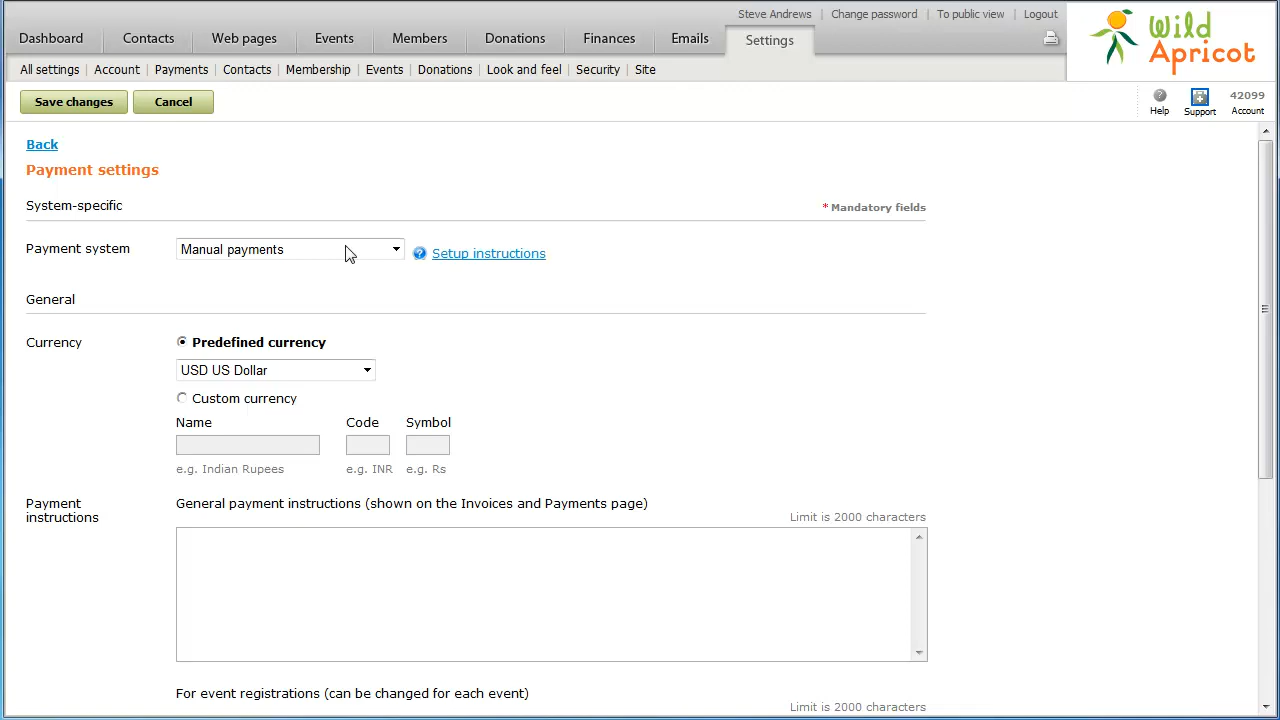 Steve Andrews | Change password | To public view | Logout
Dashboard Contacts Web pages Events Members Donations Finances Emails Settings
Wild Apricot
All settings | Account | Payments | Contacts | Membership | Events | Donations | Look and feel | Security | Site
Save changes Cancel
Help Support 42099 Account
Back
Payment settings
System-specific * Mandatory fields
Payment system Manual payments ? Setup instructions
General
Currency Predefined currency
USD US Dollar
Custom currency
Name Code Symbol
e.g. Indian Rupees e.g. INR e.g. Rs
Payment instructions General payment instructions (shown on the Invoices and Payments page)
Limit is 2000 characters
For event registrations (can be changed for each event)
Limit is 2000 characters